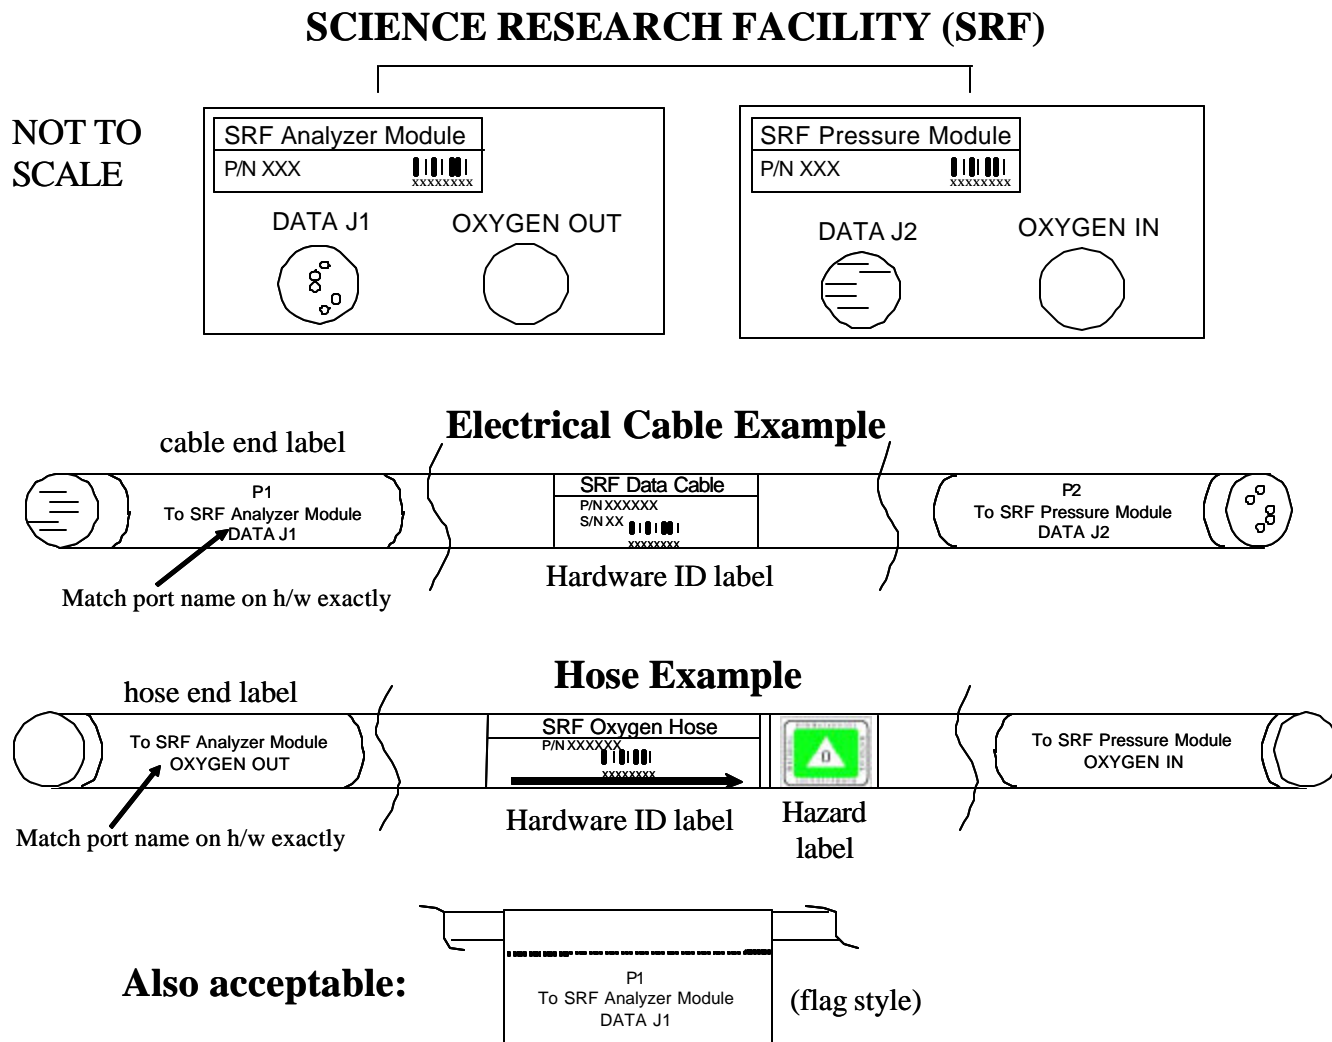 SCIENCE RESEARCH FACILITY (SRF)
NOT TO
SCALE
SRF Analyzer Module
P/N XXX
xxxxxxxx
DATA J1
OXYGEN OUT
SRF Pressure Module
P/N XXX
xxxxxxxx
DATA J2
OXYGEN IN
Electrical Cable Example
cable end label
P1
To SRF Analyzer Module
DATA J1
SRF Data Cable
P/N XXXXXX
S/N XX
xxxxxxxx
P2
To SRF Pressure Module
DATA J2
Match port name on h/w exactly
Hardware ID label
Hose Example
hose end label
To SRF Analyzer Module
OXYGEN OUT
SRF Oxygen Hose
P/N XXXXXX
xxxxxxxx
0
To SRF Pressure Module
OXYGEN IN
Match port name on h/w exactly
Hardware ID label
Hazard
label
Also acceptable:
P1
To SRF Analyzer Module
DATA J1
(flag style)